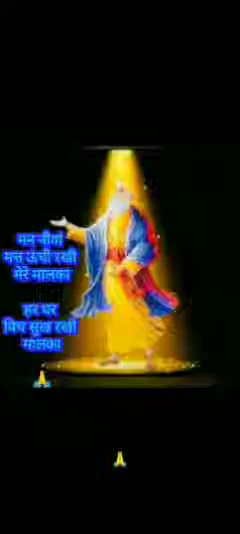 मन नीवां
मत्त ऊंची रखी
मेरे मालका
हर घर
विच सुख रखी
मालका